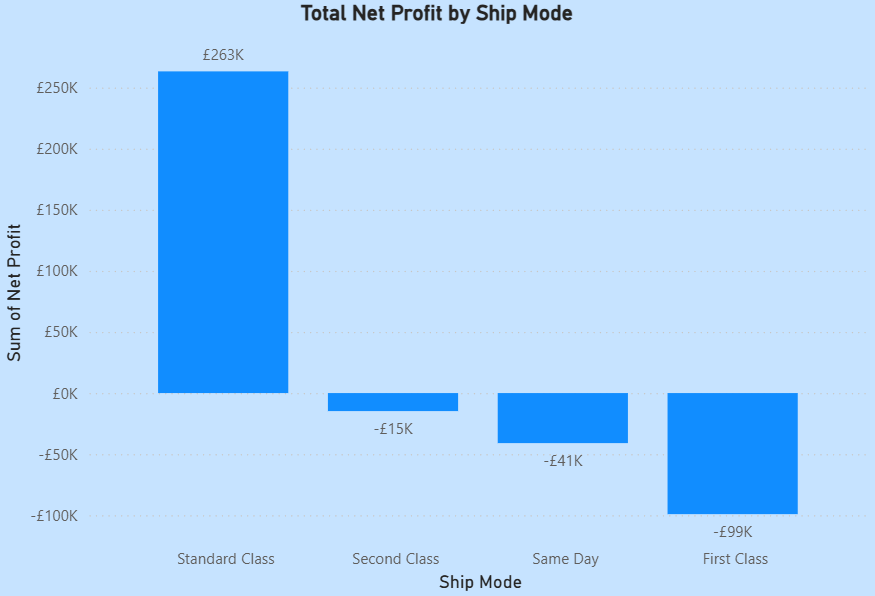 Total Net Profit by Ship Mode
Sum of Net Profit
£250K
£200K
£150K
£100K
£50K
£0K
-£50K
-£100K
£263K
-£15K
-£41K
-£99K
Standard Class
Second Class
Same Day
First Class
Ship Mode